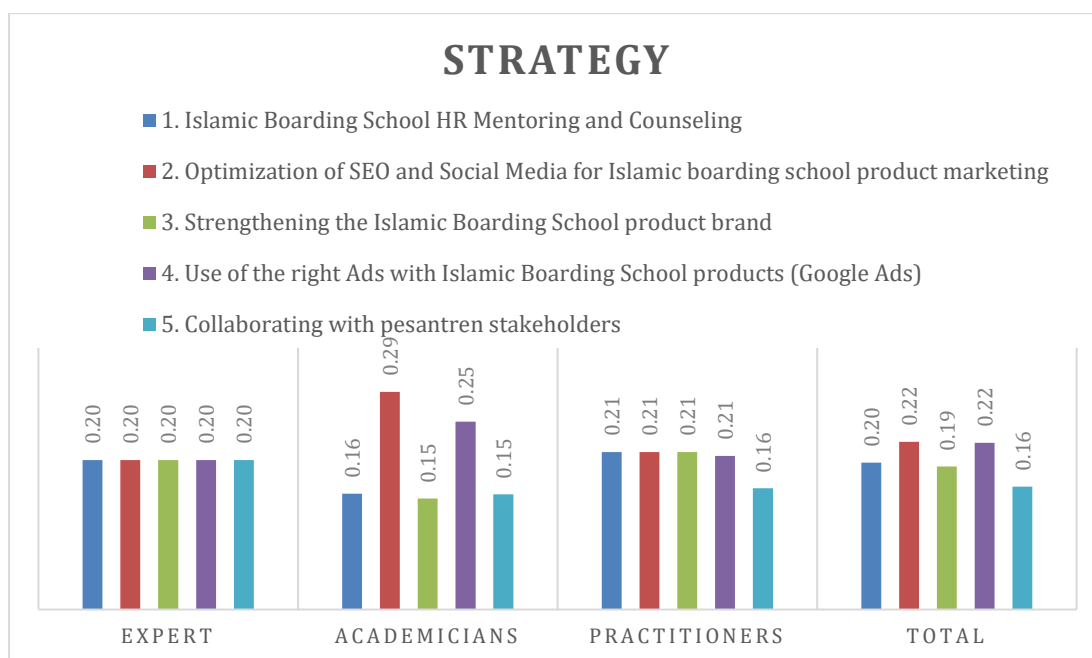 STRATEGY
1. Islamic Boarding School HR Mentoring and Counseling
2. Optimization of SEO and Social Media for Islamic boarding school product marketing
3. Strengthening the Islamic Boarding School product brand
4. Use of the right Ads with Islamic Boarding School products (Google Ads)
5. Collaborating with pesantren stakeholders
0.20
0.20
0.20
0.20
0.20
0.16
0.29
0.15
0.25
0.15
0.21
0.21
0.21
0.21
0.16
0.20
0.22
0.19
0.22
0.16
EXPERT
ACADEMICIANS
PRACTITIONERS
TOTAL